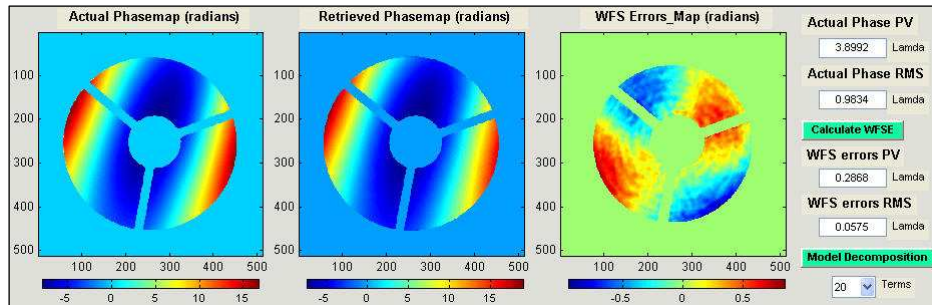 Actual Phasemap (radians)
Retrieved Phasemap (radians)
WFS Errors_Map (radians)
100
200
300
400
500
100 200 300 400 500
-5 0 5 10 15
100
200
300
400
500
100 200 300 400 500
-5 0 5 10 15
100
200
300
400
500
100 200 300 400 500
-0.5 0 0.5
Actual Phase PV
3.8992 Lamda
Actual Phase RMS
0.9834 Lamda
Calculate WFSE
WFS errors PV
0.2868 Lamda
WFS errors RMS
0.0575 Lamda
Model Decomposition
20 Terms